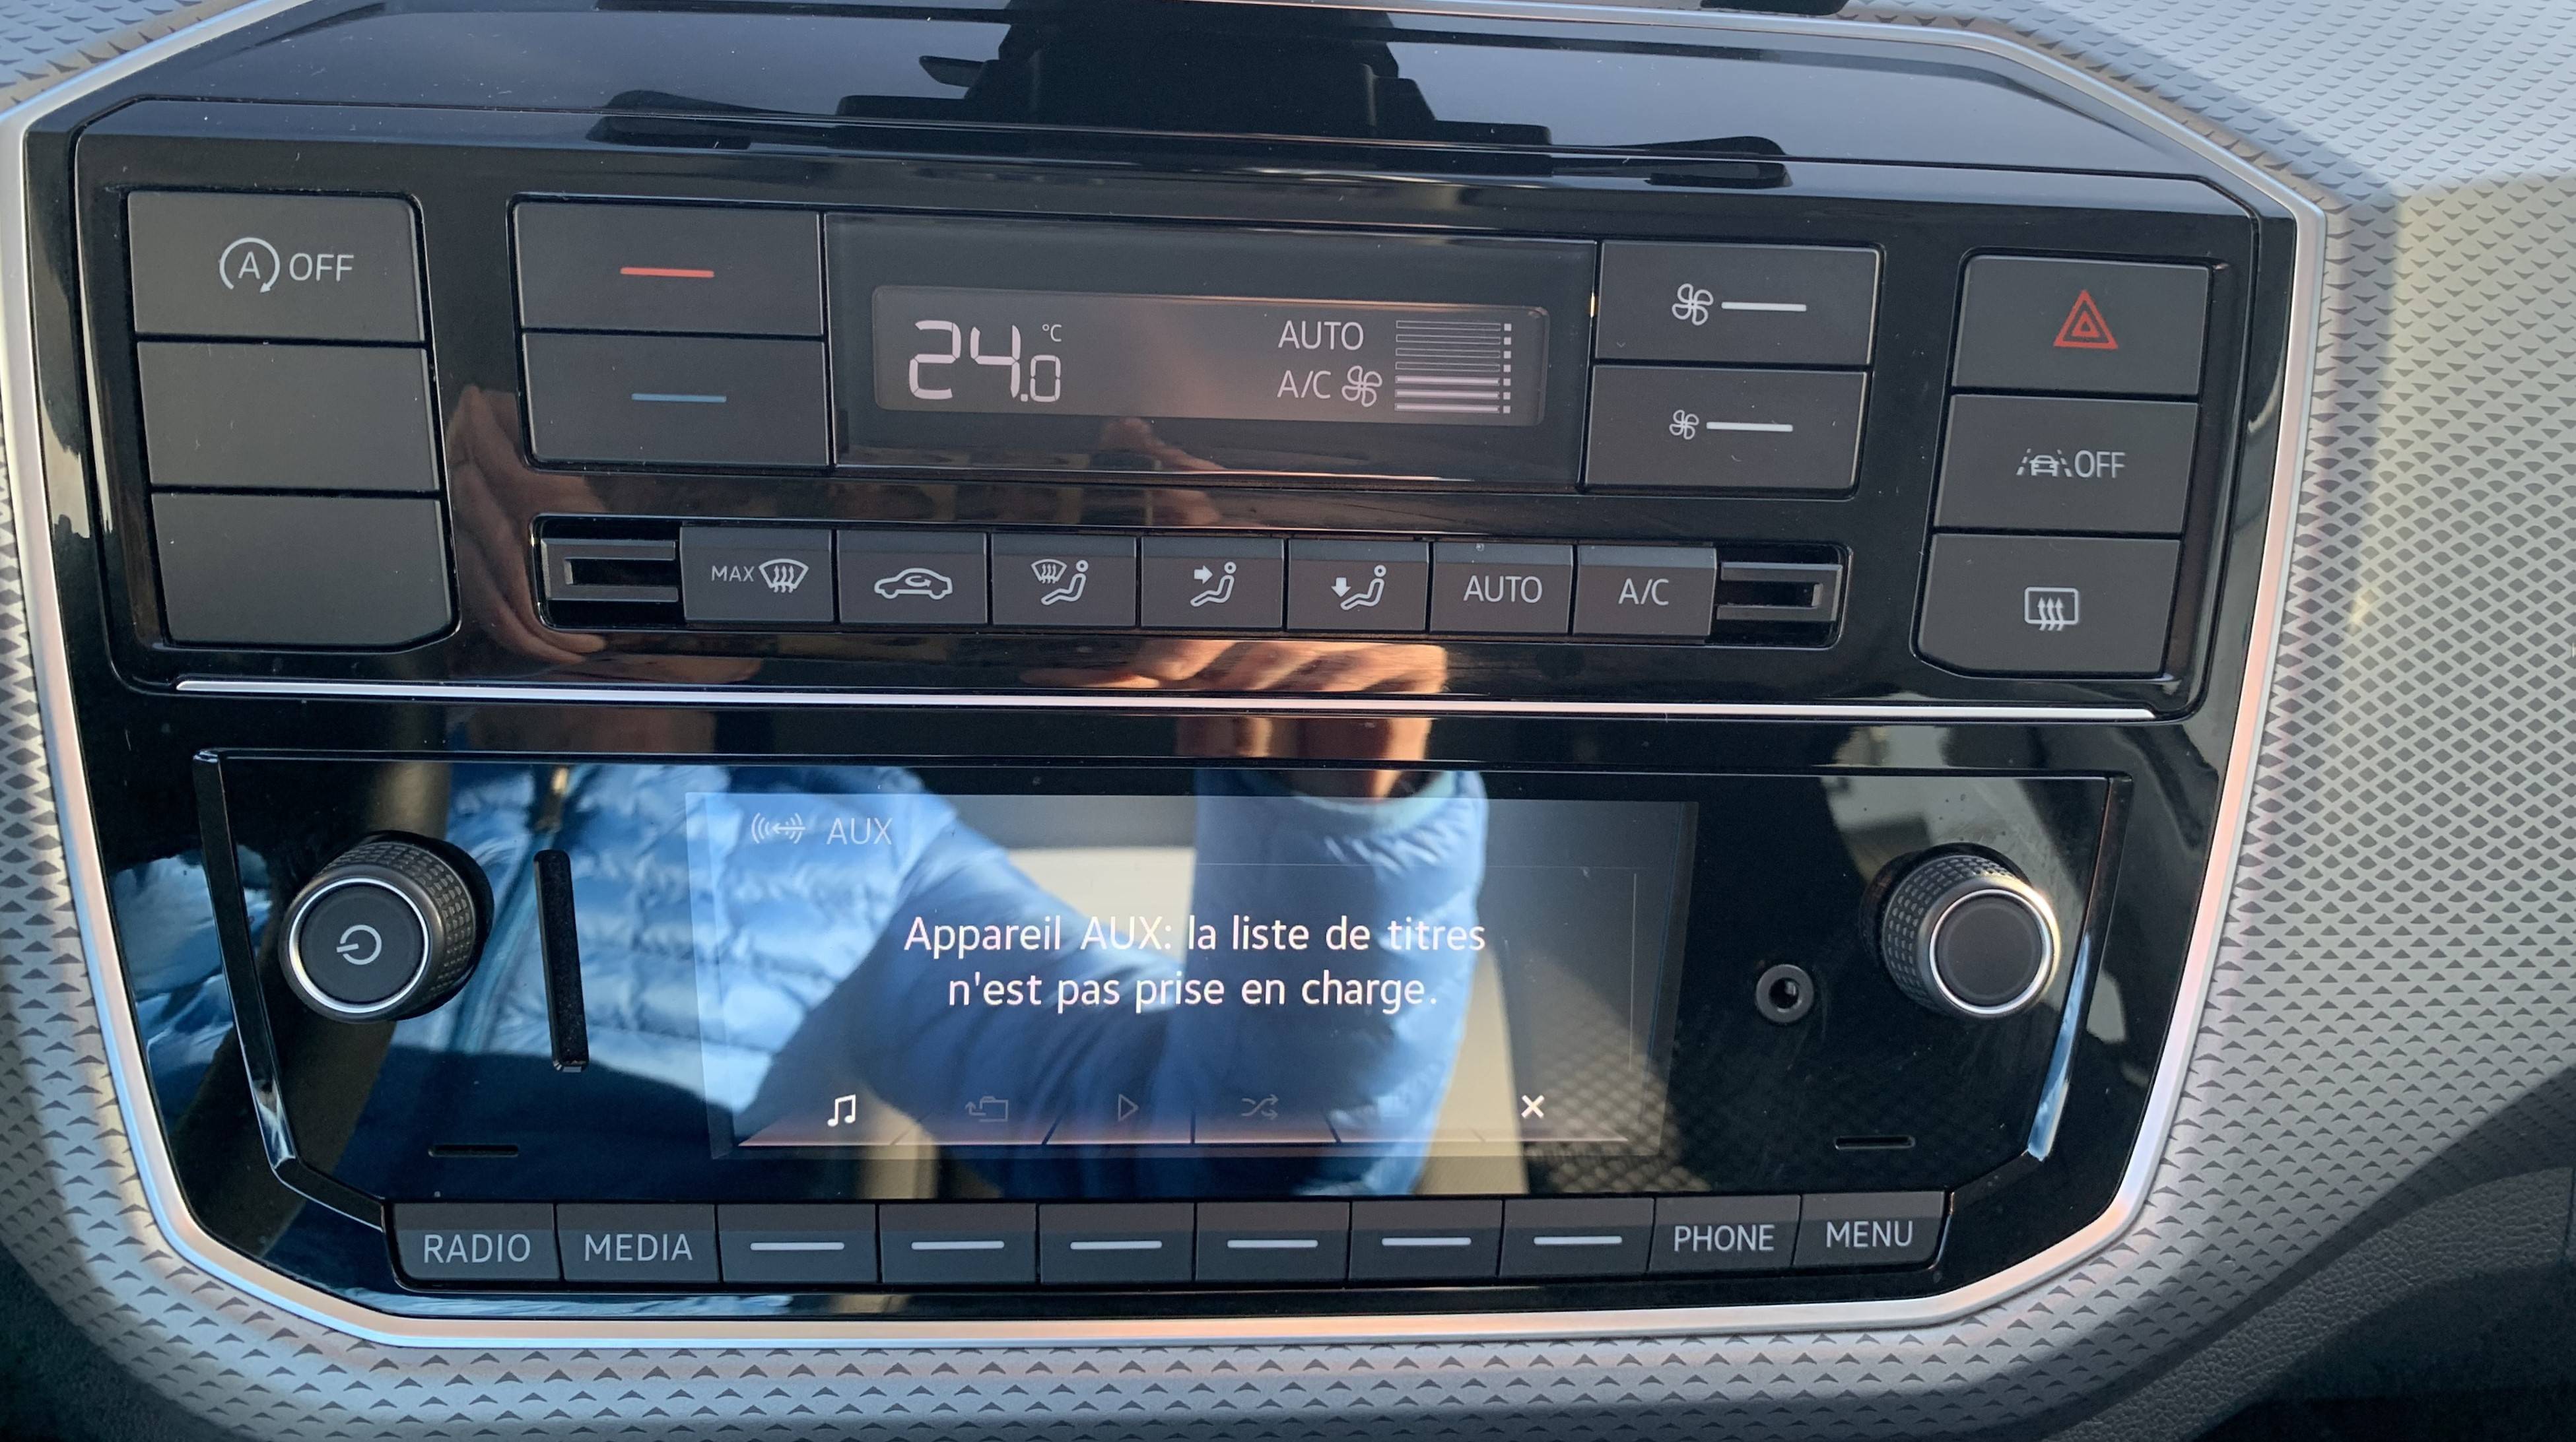 A OFF
24.0 °C
AUTO
A/C
OFF
MAX
AUTO
A/C
AUX
Appareil AUX: la liste de titres
n'est pas prise en charge.
RADIO
MEDIA
PHONE
MENU